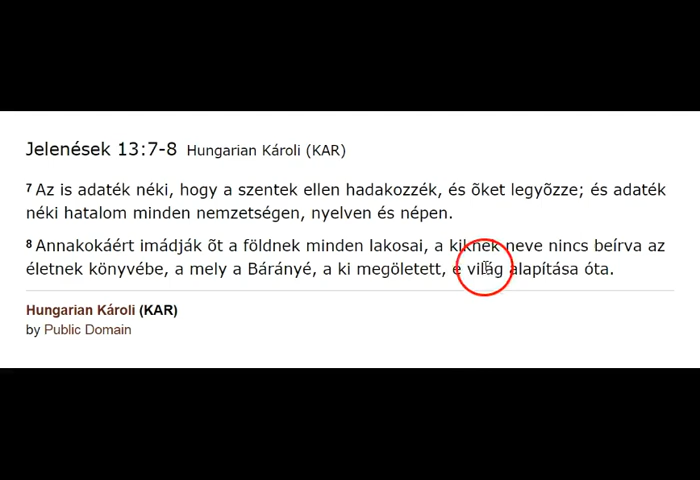 Jelenések 13:7-8 Hungarian Károli (KAR)
7 Az is adaték néki, hogy a szentek ellen hadakozzék, és õket legyõzze; és adaték
néki hatalom minden nemzetségen, nyelven és népen.
8 Annakokáért imádják õt a földnek minden lakosai, a kiknek neve nincs beírva az
életnek könyvébe, a mely a Bárányé, a ki megöletett, e világ alapítása óta.
Hungarian Károli (KAR)
by Public Domain